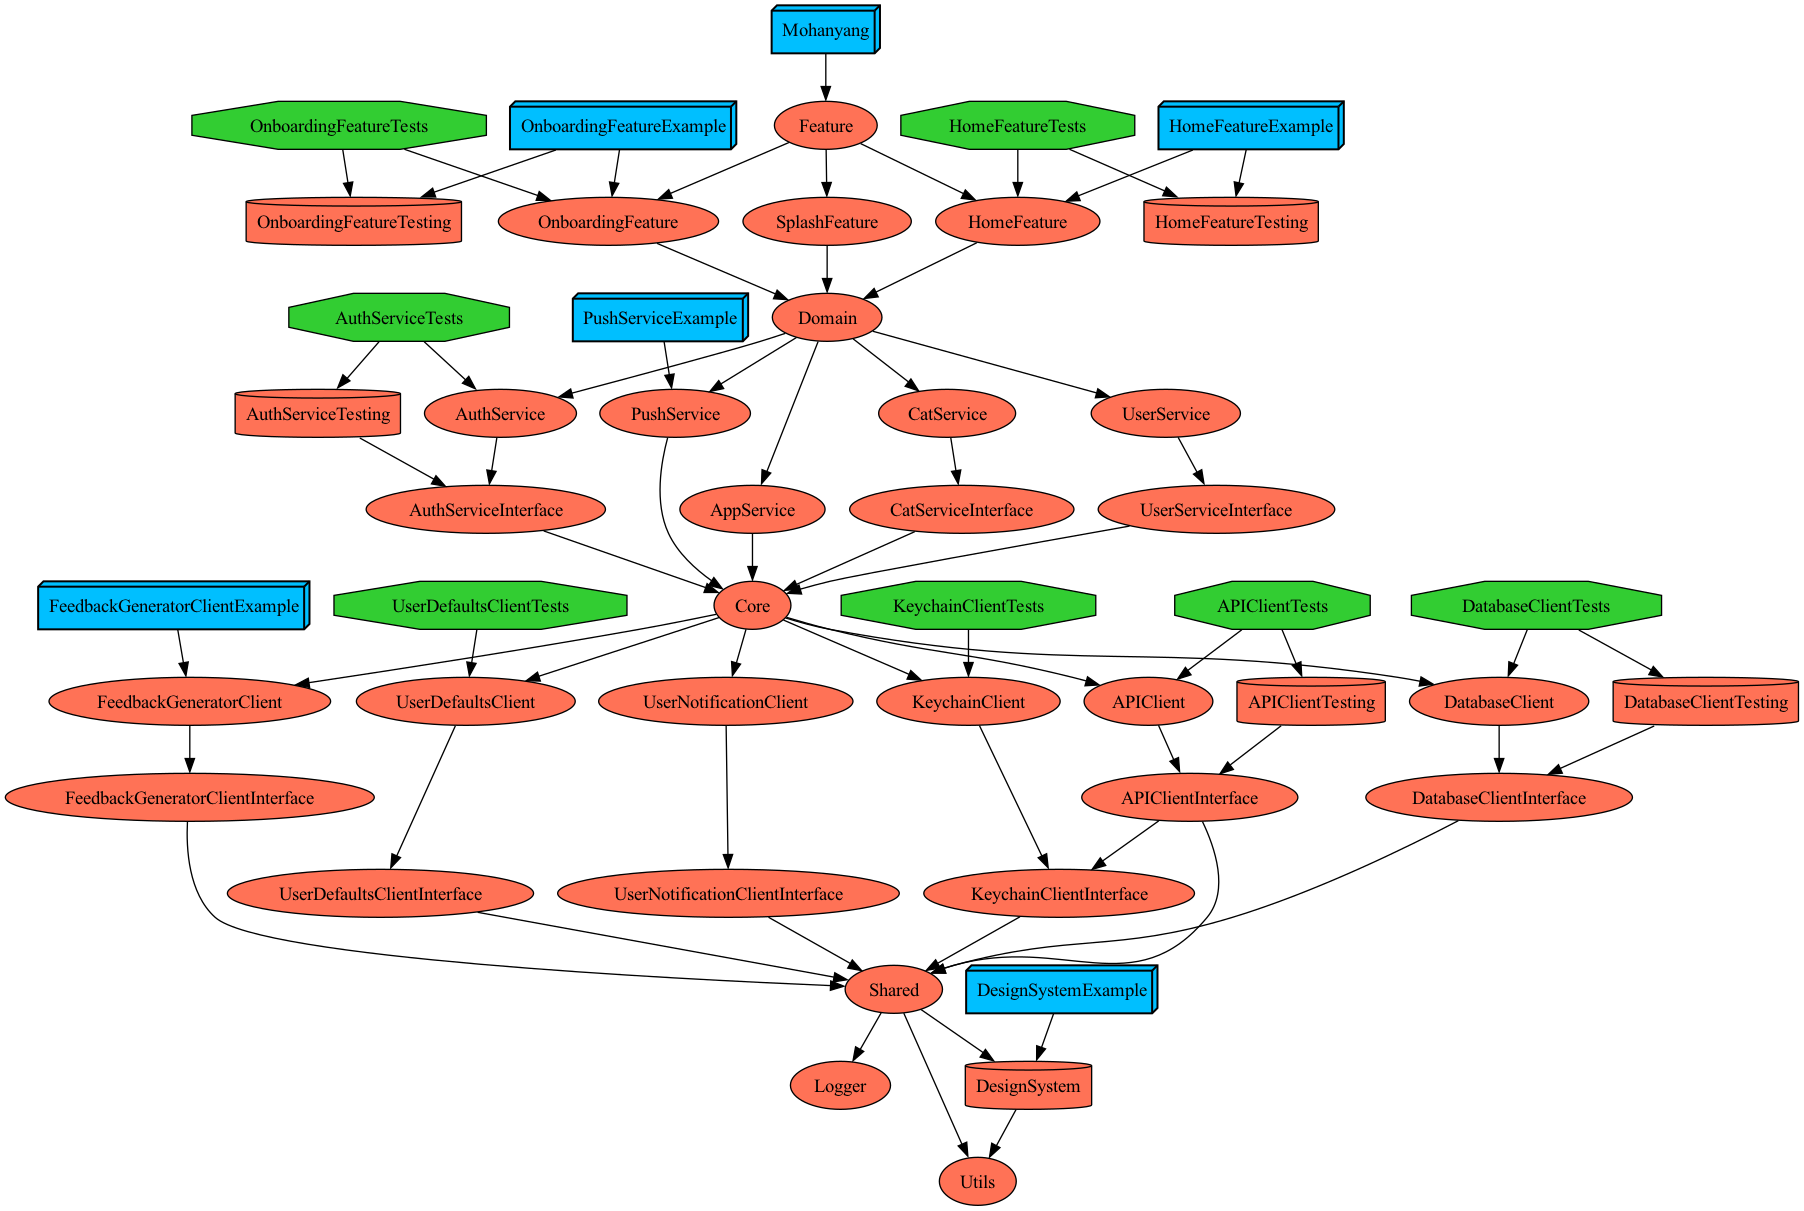 Mohanyang
OnboardingFeatureTests
OnboardingFeatureExample
Feature
HomeFeatureTests
HomeFeatureExample
OnboardingFeatureTesting
OnboardingFeature
SplashFeature
HomeFeature
HomeFeatureTesting
AuthServiceTests
PushServiceExample
Domain
AuthServiceTesting
AuthService
PushService
CatService
UserService
AuthServiceInterface
AppService
CatServiceInterface
UserServiceInterface
FeedbackGeneratorClientExample
UserDefaultsClientTests
Core
KeychainClientTests
APIClientTests
DatabaseClientTests
FeedbackGeneratorClient
UserDefaultsClient
UserNotificationClient
KeychainClient
APIClient
APIClientTesting
DatabaseClient
DatabaseClientTesting
FeedbackGeneratorClientInterface
APIClientInterface
DatabaseClientInterface
UserDefaultsClientInterface
UserNotificationClientInterface
KeychainClientInterface
Shared
DesignSystemExample
Logger
DesignSystem
Utils